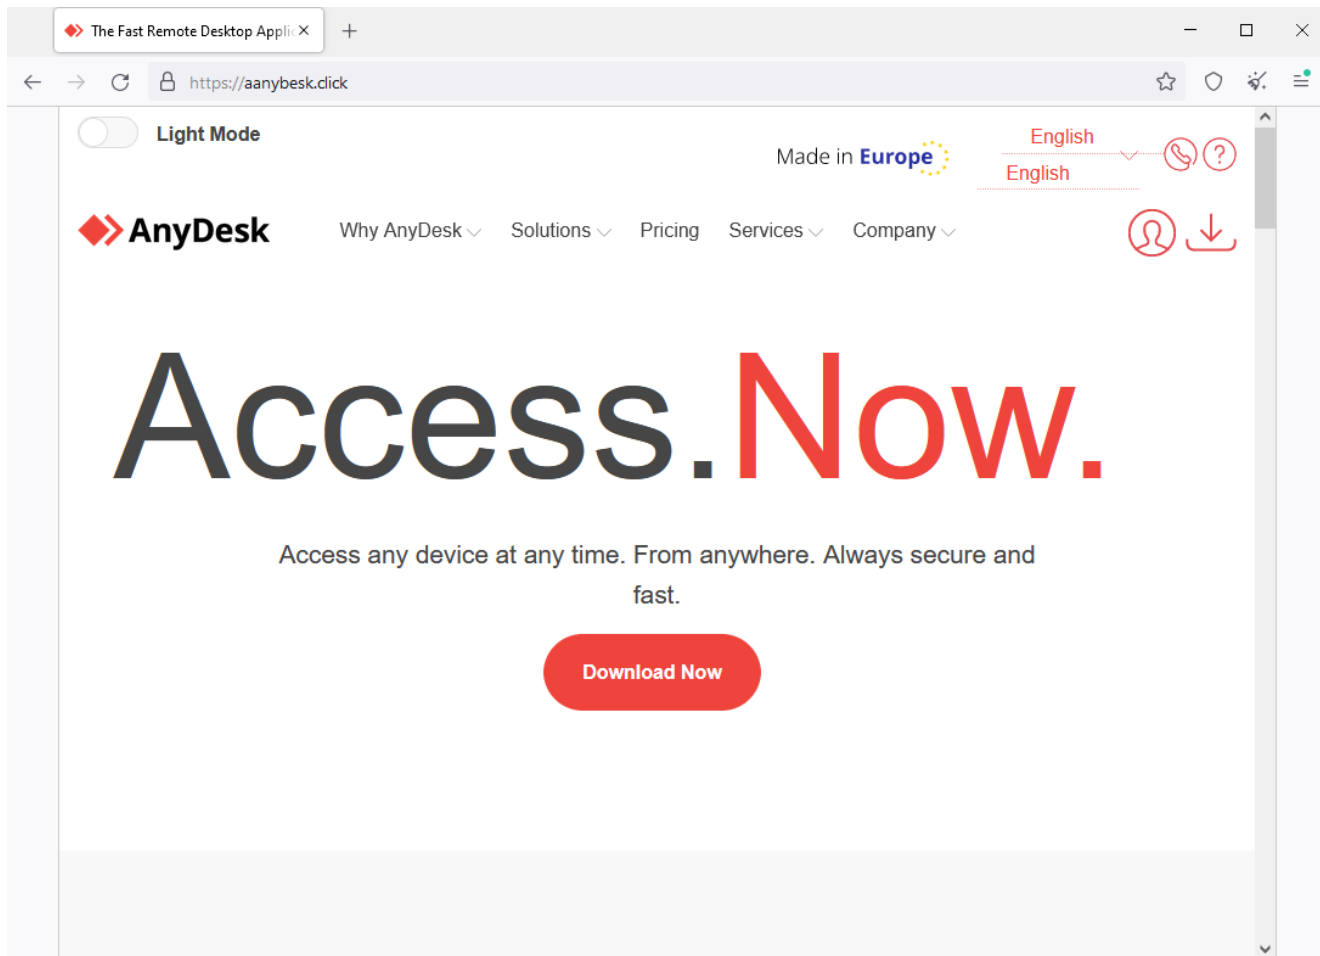 The Fast Remote Desktop Applic
https://aanybesk.click
Light Mode
Made in Europe
English
English
AnyDesk
Why AnyDesk
Solutions
Pricing
Services
Company
Access.Now.
Access any device at any time. From anywhere. Always secure and
fast.
Download Now